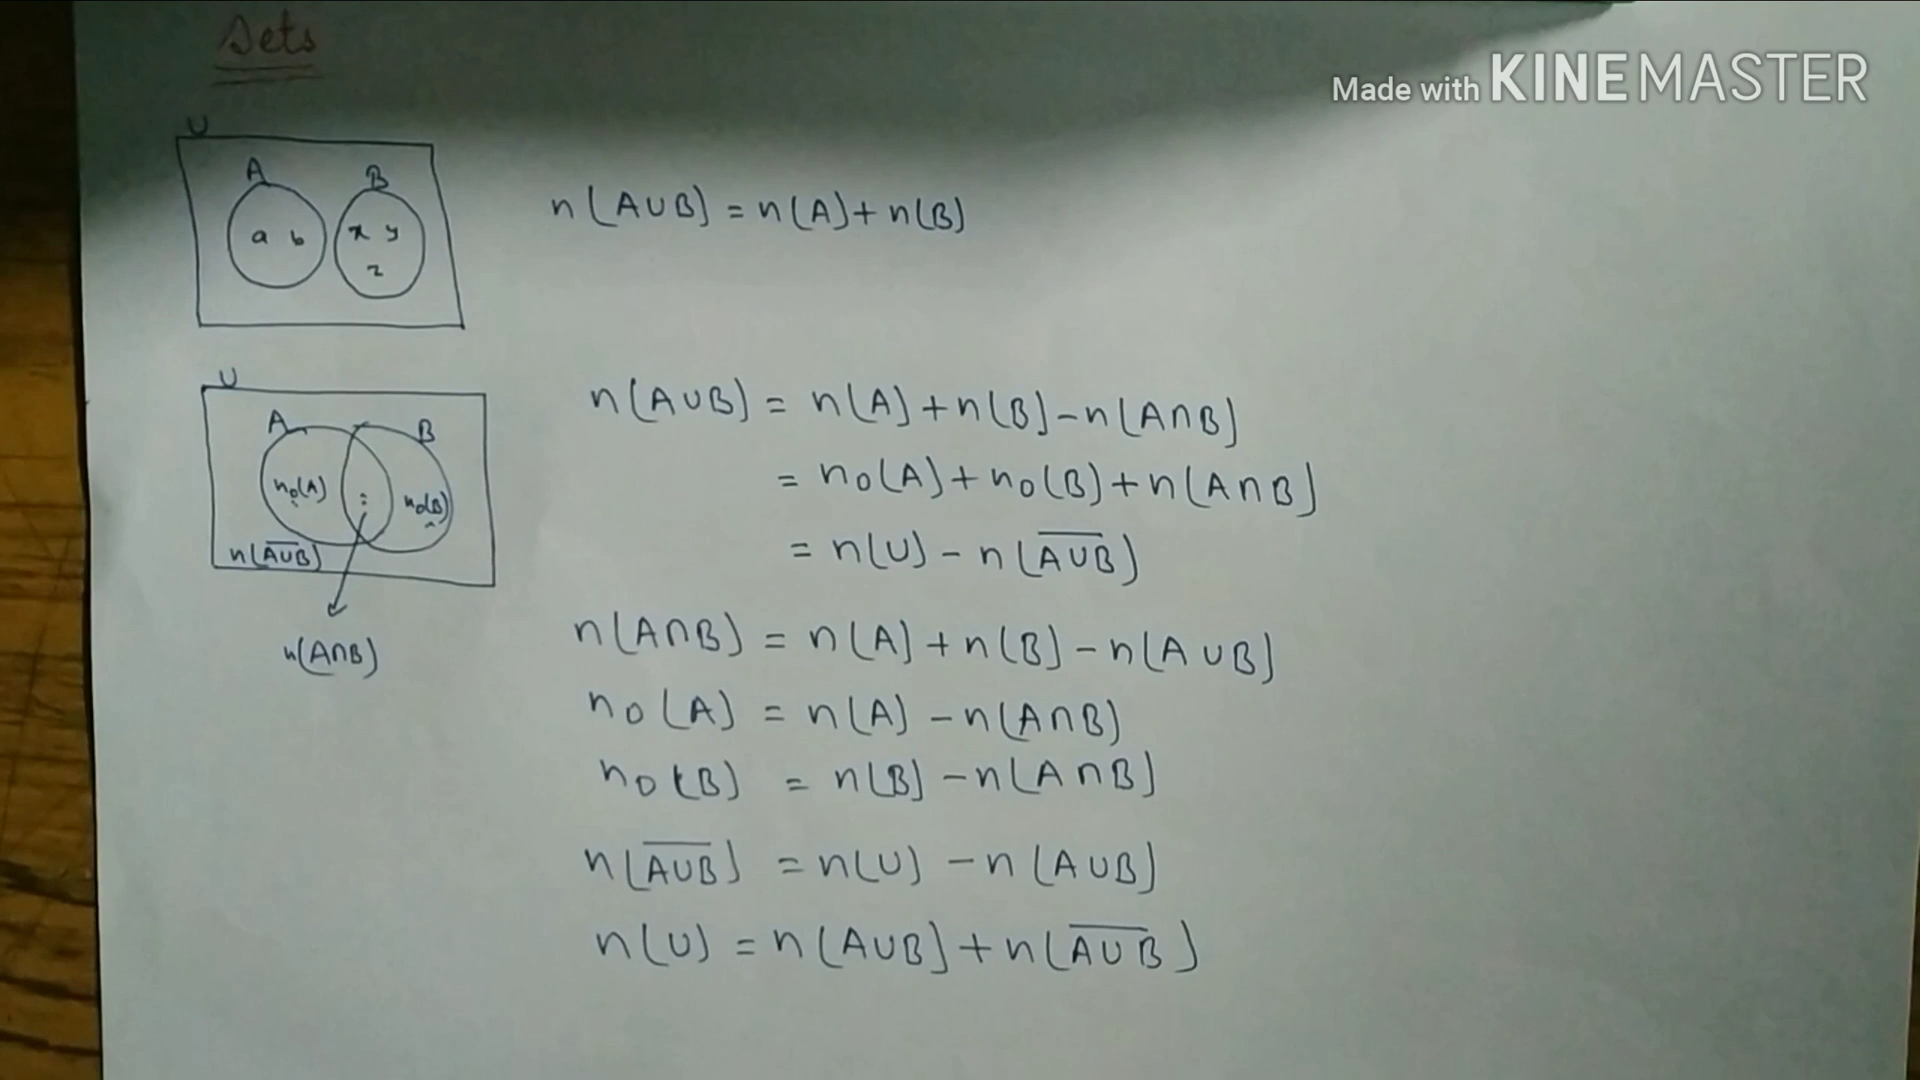 Sets
Made with KINEMASTER
U
A B
a b x y
z
n(A∪B) = n(A) + n(B)
U
A B
n₀(A) n₀(B)
n(A∪B)̅
n(A∩B)
n(A∪B) = n(A) + n(B) - n(A∩B)
= n₀(A) + n₀(B) + n(A∩B)
= n(U) - n(A̅∪̅B̅)
n(A∩B) = n(A) + n(B) - n(A∪B)
n₀(A) = n(A) - n(A∩B)
n₀(B) = n(B) - n(A∩B)
n(A̅∪̅B̅) = n(U) - n(A∪B)
n(U) = n(A∪B) + n(A̅∪̅B̅)